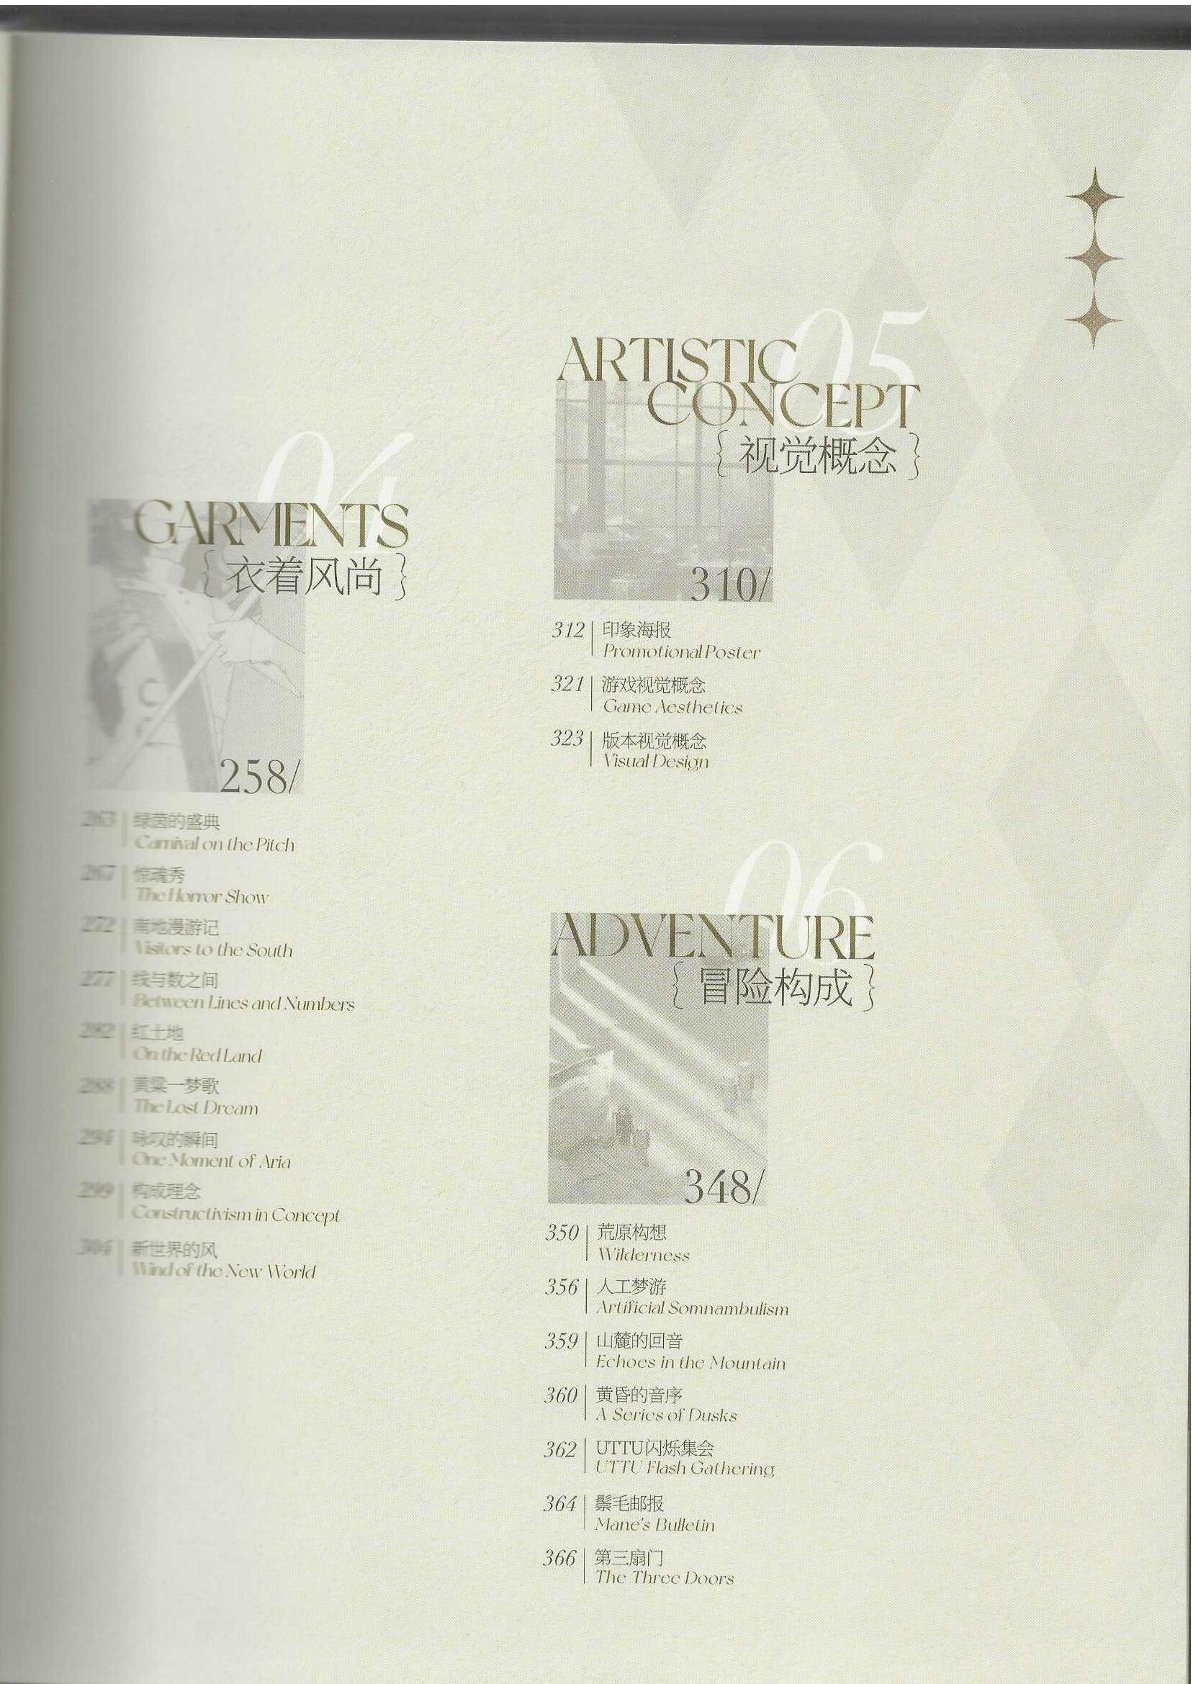 04
GARMENTS
{ 衣着风尚 }
258/
263 绿茵的盛典
Carnival on the Pitch
267 惊魂秀
The Horror Show
272 南地漫游记
Visitors to the South
277 线与数之间
Between Lines and Numbers
282 红土地
On the Red Land
288 黄粱一梦歌
The Lost Dream
294 咏叹的瞬间
One Moment of Aria
299 构成理念
Constructivism in Concept
304 新世界的风
Wind of the New World
05
ARTISTIC
CONCEPT
{ 视觉概念 }
310/
312 印象海报
Promotional Poster
321 游戏视觉概念
Game Aesthetics
323 版本视觉概念
Visual Design
06
ADVENTURE
{ 冒险构成 }
348/
350 荒原构想
Wilderness
356 人工梦游
Artificial Somnambulism
359 山麓的回音
Echoes in the Mountain
360 黄昏的音序
A Series of Dusks
362 UTTU闪烁集会
UTTU Flash Gathering
364 鬃毛邮报
Mane's Bulletin
366 第三扇门
The Three Doors